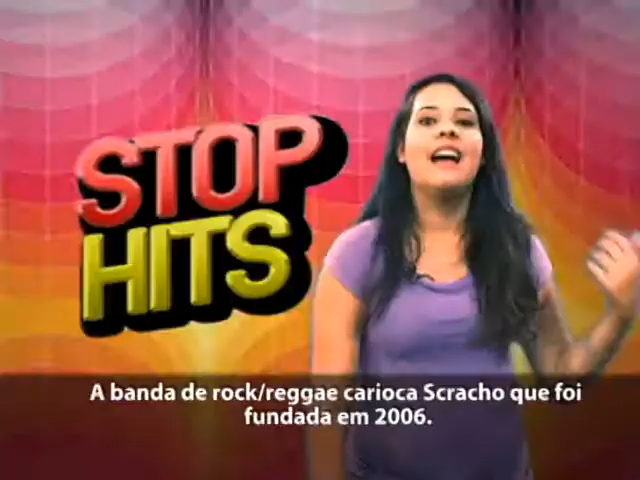 STOP
HITS
A banda de rock/reggae carioca Scracho que foi
fundada em 2006.